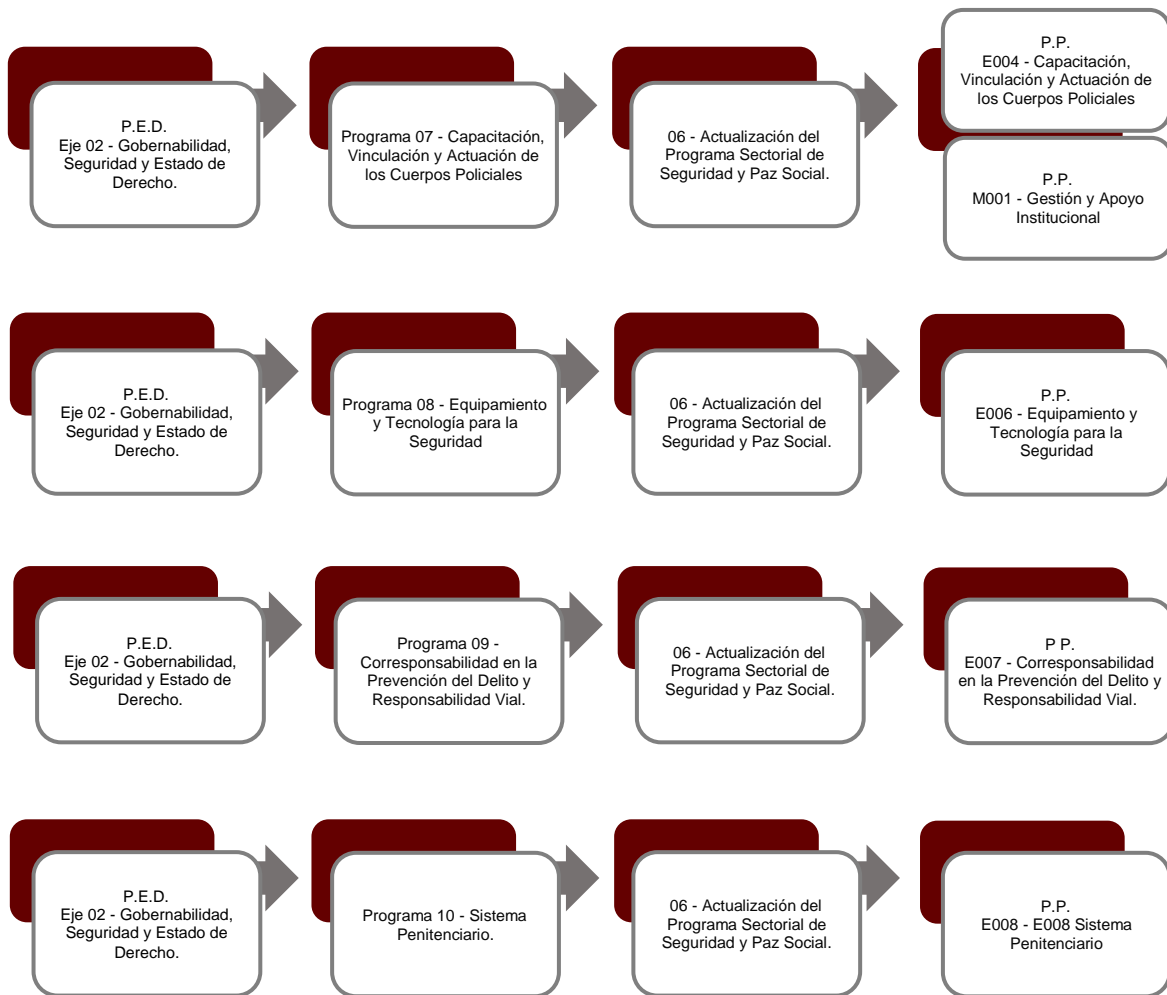 P.E.D.
Eje 02 - Gobernabilidad,
Seguridad y Estado de
Derecho.
Programa 07 - Capacitación,
Vinculación y Actuación de
los Cuerpos Policiales
06 - Actualización del
Programa Sectorial de
Seguridad y Paz Social.
P.P.
E004 - Capacitación,
Vinculación y Actuación de
los Cuerpos Policiales
P.P.
M001 - Gestión y Apoyo
Institucional
P.E.D.
Eje 02 - Gobernabilidad,
Seguridad y Estado de
Derecho.
Programa 08 - Equipamiento
y Tecnología para la
Seguridad
06 - Actualización del
Programa Sectorial de
Seguridad y Paz Social.
P.P.
E006 - Equipamiento y
Tecnología para la
Seguridad
P.E.D.
Eje 02 - Gobernabilidad,
Seguridad y Estado de
Derecho.
Programa 09 -
Corresponsabilidad en la
Prevención del Delito y
Responsabilidad Vial.
06 - Actualización del
Programa Sectorial de
Seguridad y Paz Social.
P P.
E007 - Corresponsabilidad
en la Prevención del Delito y
Responsabilidad Vial.
P.E.D.
Eje 02 - Gobernabilidad,
Seguridad y Estado de
Derecho.
Programa 10 - Sistema
Penitenciario.
06 - Actualización del
Programa Sectorial de
Seguridad y Paz Social.
P.P.
E008 - E008 Sistema
Penitenciario